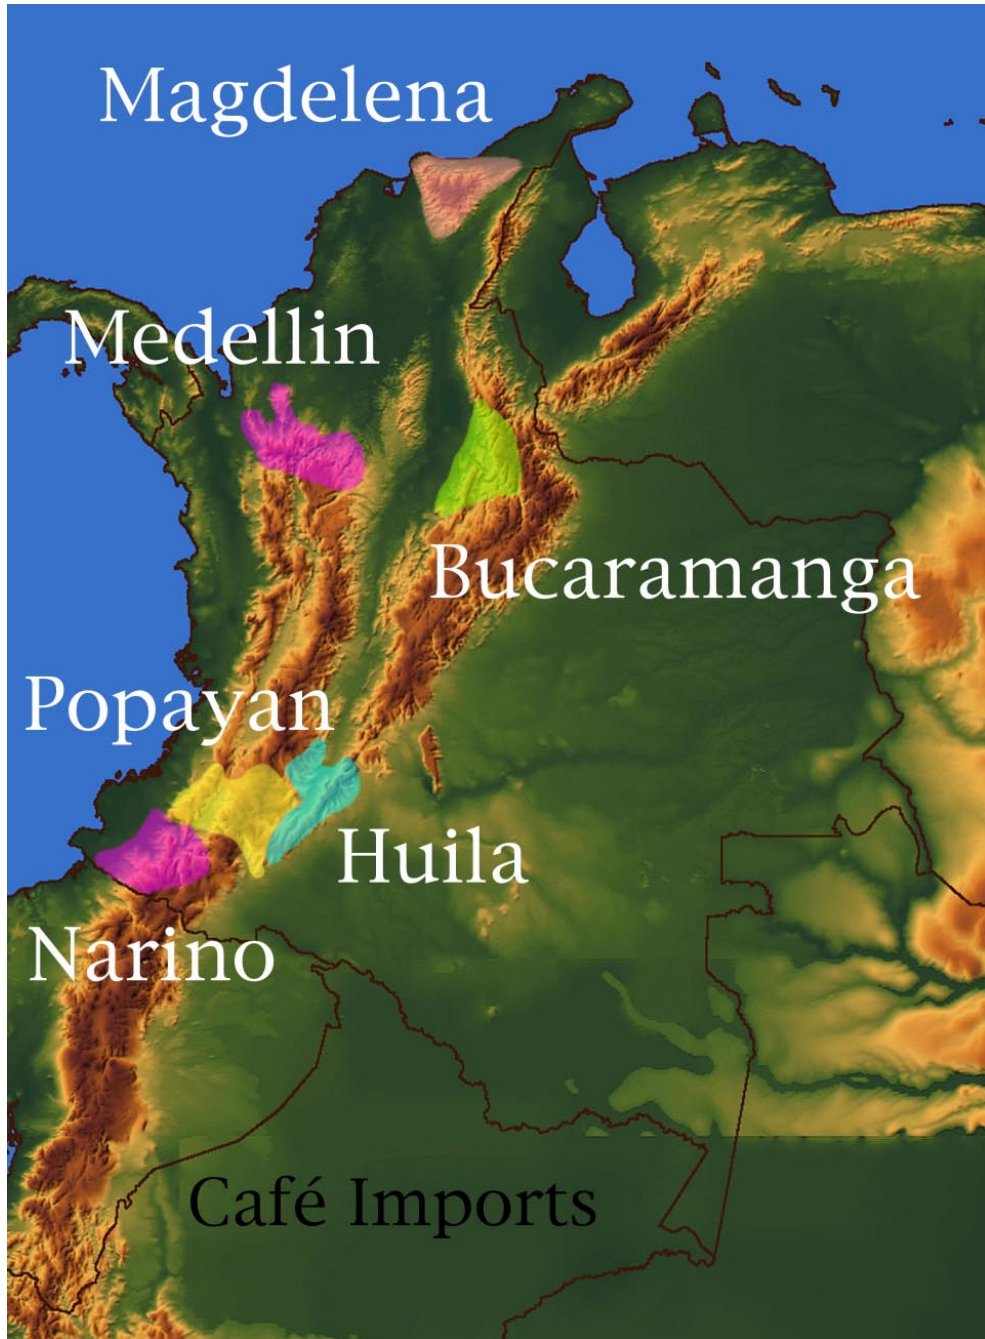 Magdelena
Medellin
Bucaramanga
Popayan
Huila
Narino
Café Imports